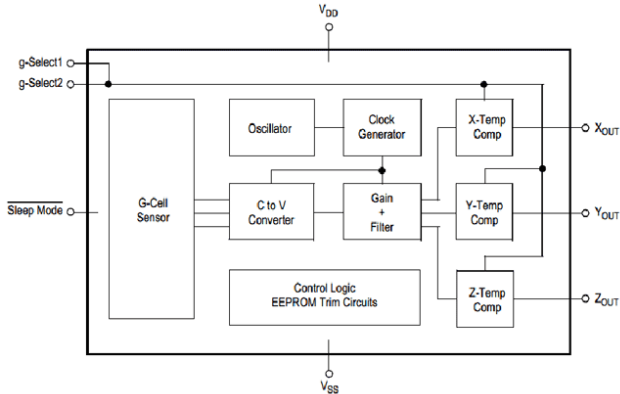 VDD
g-Select1
g-Select2
Oscillator
Clock
Generator
X-Temp
Comp
XOUT
Sleep Mode
G-Cell
Sensor
C to V
Converter
Gain
+
Filter
Y-Temp
Comp
YOUT
Control Logic
EEPROM Trim Circuits
Z-Temp
Comp
ZOUT
VSS